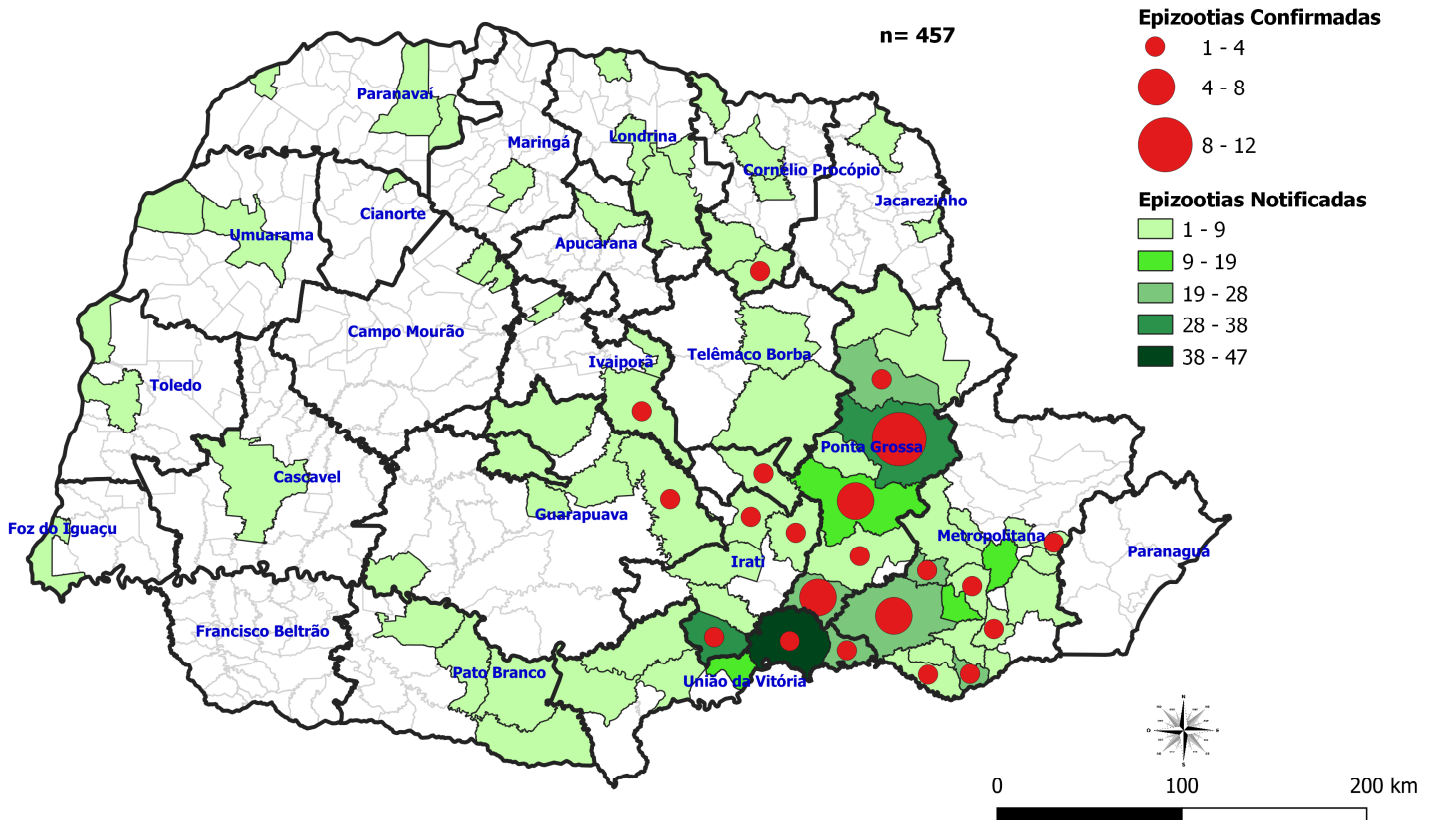 n= 457
Epizootias Confirmadas
1 - 4
4 - 8
8 - 12
Epizootias Notificadas
1 - 9
9 - 19
19 - 28
28 - 38
38 - 47
Paranavaí
Maringá
Londrina
Cornélio Procópio
Jacarezinho
Cianorte
Umuarama
Apucarana
Campo Mourão
Ivaiporã
Telêmaco Borba
Toledo
Ponta Grossa
Cascavel
Guarapuava
Foz do Iguaçu
Metropolitana
Paranagua
Irati
Francisco Beltrão
Pato Branco
União da Vitória
N
O
E
S
0 100 200 km